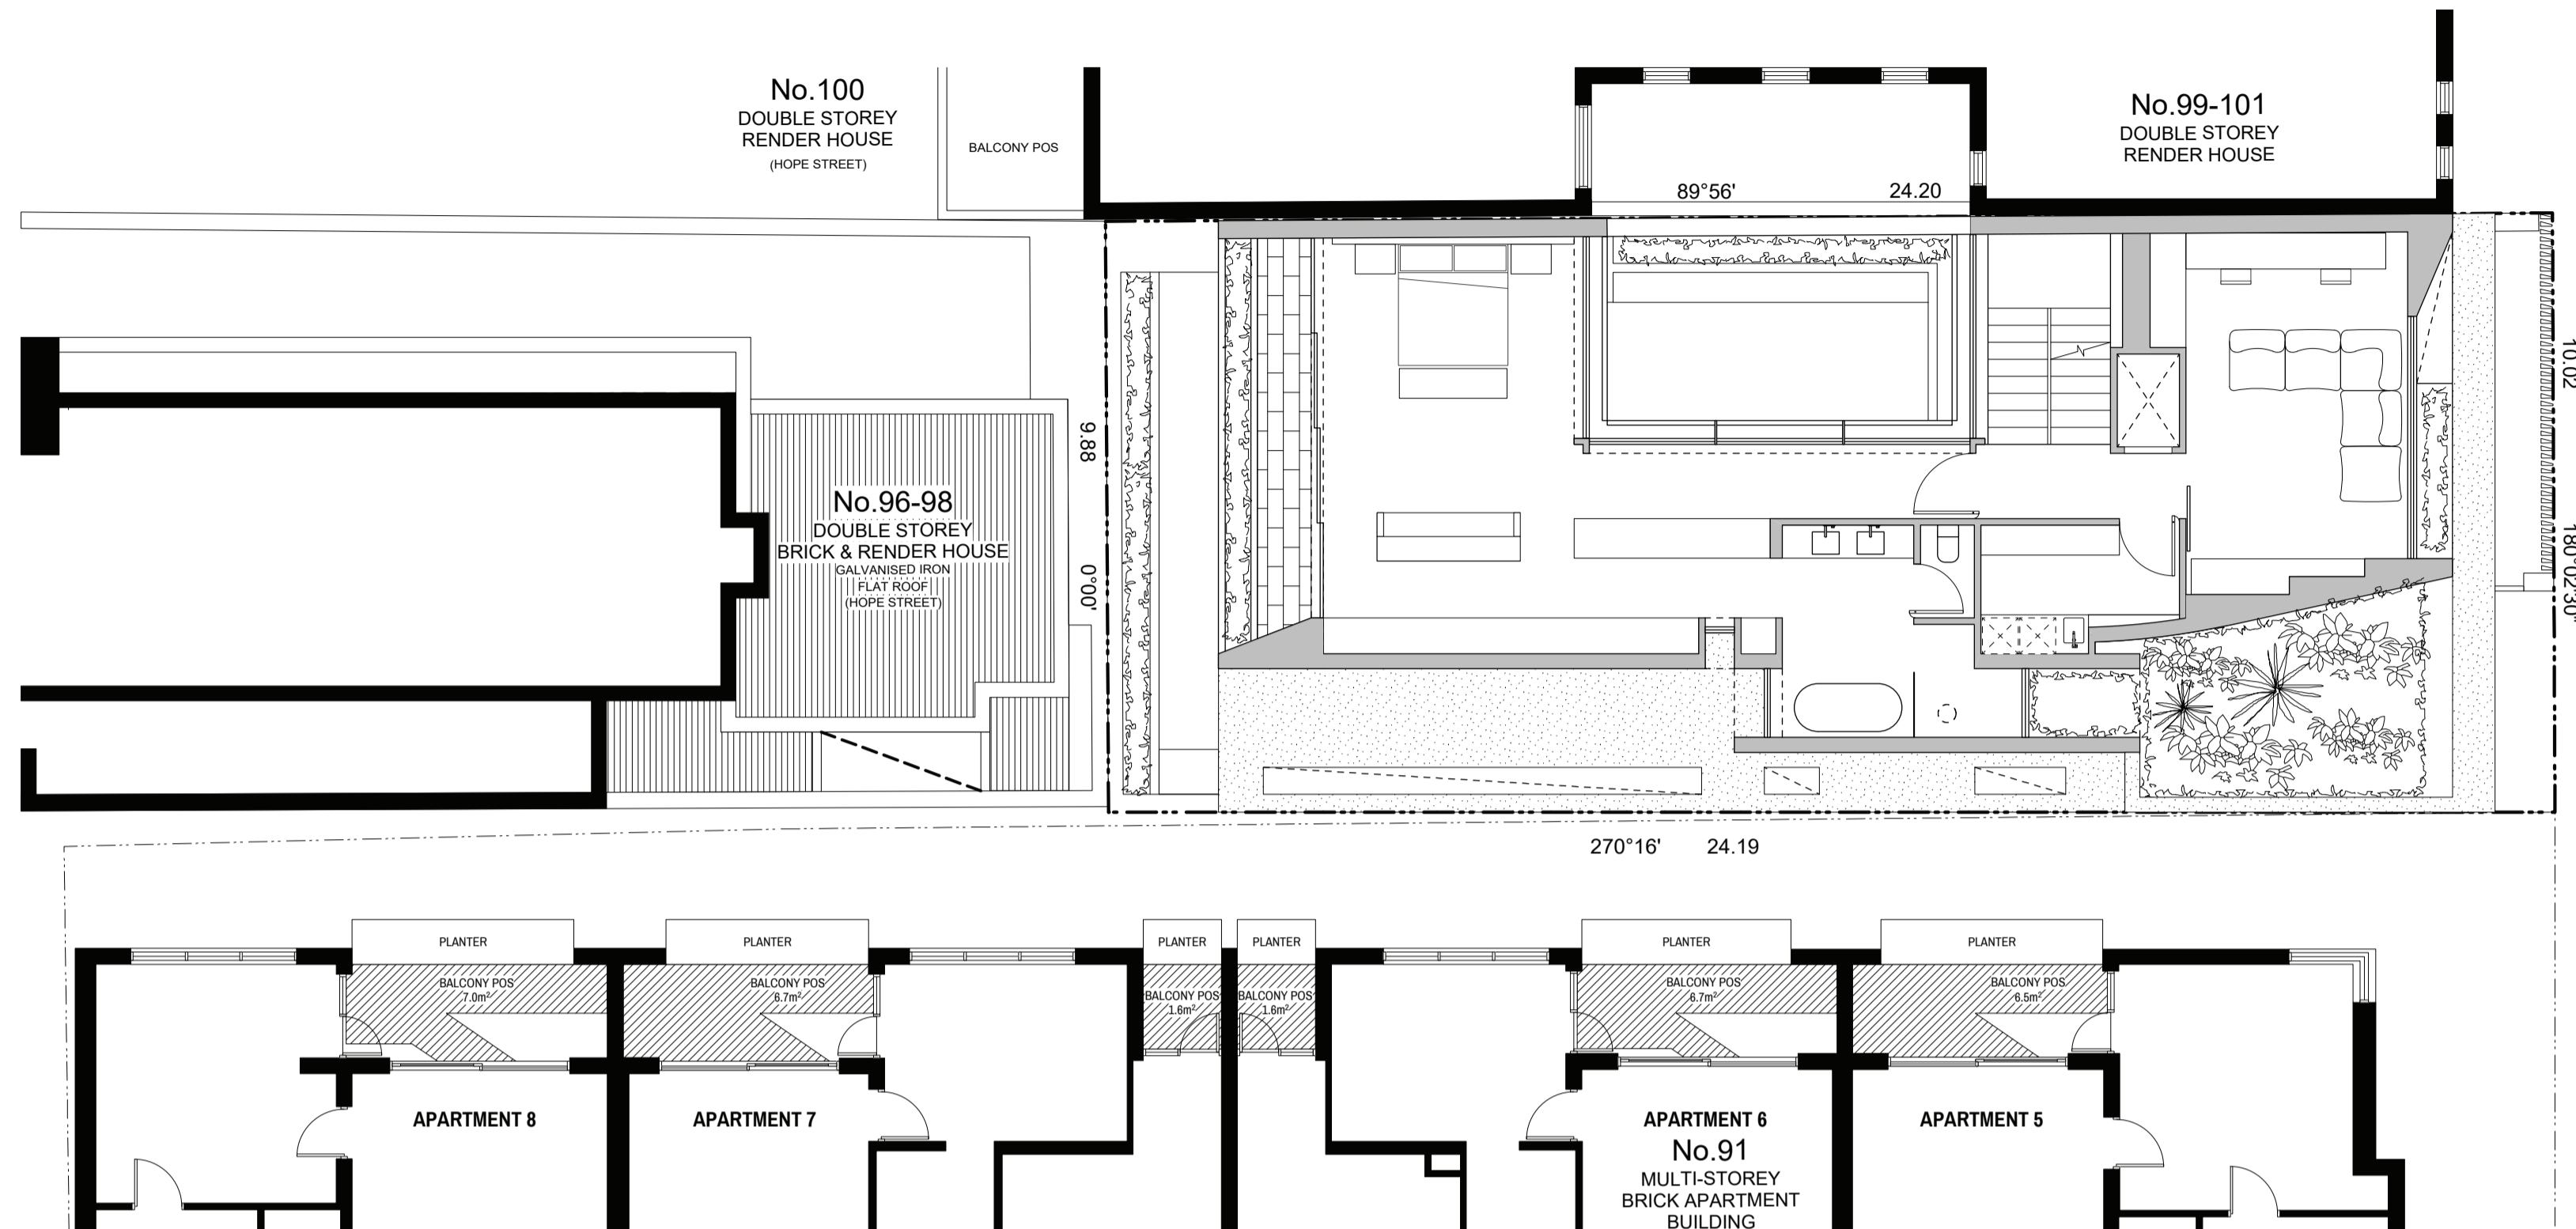 No.100
DOUBLE STOREY
RENDER HOUSE
(HOPE STREET)
BALCONY POS
No.99-101
DOUBLE STOREY
RENDER HOUSE
89°56' 24.20
10.02
180°02'30"
9.88
0°00'
No.96-98
DOUBLE STOREY
BRICK & RENDER HOUSE
GALVANISED IRON
FLAT ROOF
(HOPE STREET)
270°16' 24.19
PLANTER
PLANTER
PLANTER
PLANTER
PLANTER
PLANTER
BALCONY POS
7.0m²
BALCONY POS
6.7m²
BALCONY POS
1.6m²
BALCONY POS
1.6m²
BALCONY POS
6.7m²
BALCONY POS
6.5m²
APARTMENT 8
APARTMENT 7
APARTMENT 6
APARTMENT 5
No.91
MULTI-STOREY
BRICK APARTMENT
BUILDING